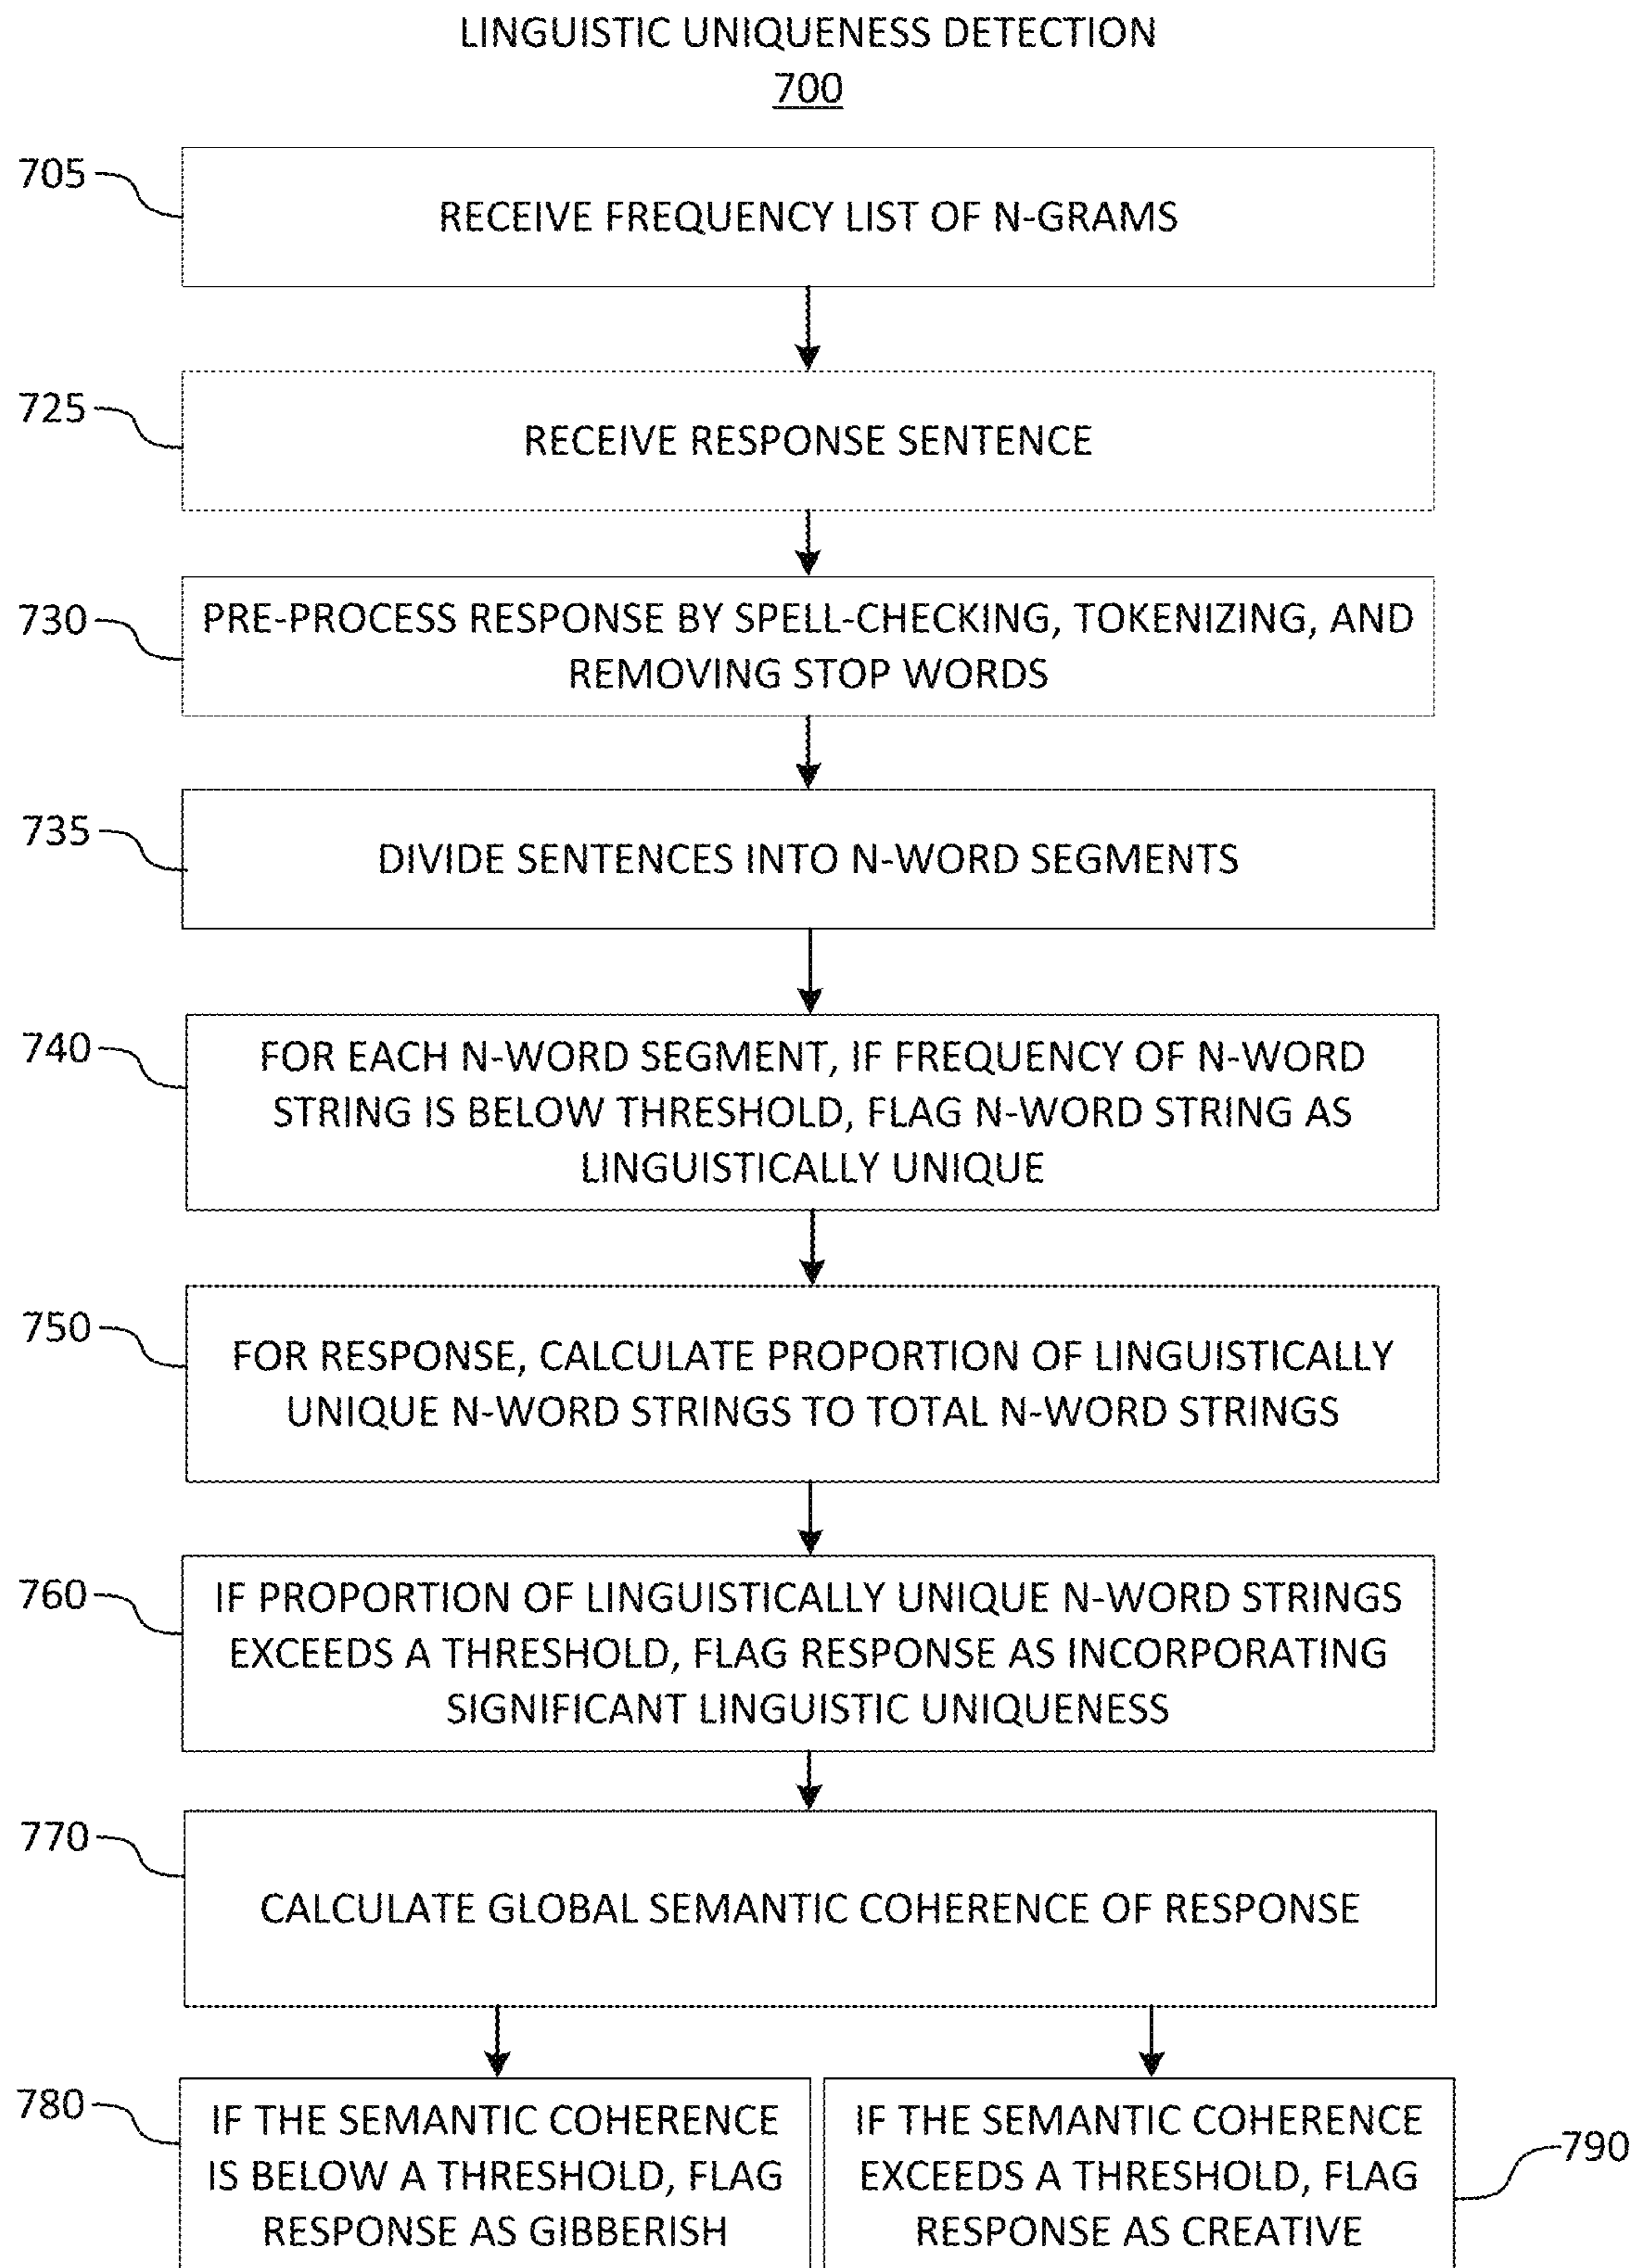 LINGUISTIC UNIQUENESS DETECTION
700
705
RECEIVE FREQUENCY LIST OF N-GRAMS
725
RECEIVE RESPONSE SENTENCE
730
PRE-PROCESS RESPONSE BY SPELL-CHECKING, TOKENIZING, AND
REMOVING STOP WORDS
735
DIVIDE SENTENCES INTO N-WORD SEGMENTS
740
FOR EACH N-WORD SEGMENT, IF FREQUENCY OF N-WORD
STRING IS BELOW THRESHOLD, FLAG N-WORD STRING AS
LINGUISTICALLY UNIQUE
750
FOR RESPONSE, CALCULATE PROPORTION OF LINGUISTICALLY
UNIQUE N-WORD STRINGS TO TOTAL N-WORD STRINGS
760
IF PROPORTION OF LINGUISTICALLY UNIQUE N-WORD STRINGS
EXCEEDS A THRESHOLD, FLAG RESPONSE AS INCORPORATING
SIGNIFICANT LINGUISTIC UNIQUENESS
770
CALCULATE GLOBAL SEMANTIC COHERENCE OF RESPONSE
780
IF THE SEMANTIC COHERENCE
IS BELOW A THRESHOLD, FLAG
RESPONSE AS GIBBERISH
IF THE SEMANTIC COHERENCE
EXCEEDS A THRESHOLD, FLAG
RESPONSE AS CREATIVE
790